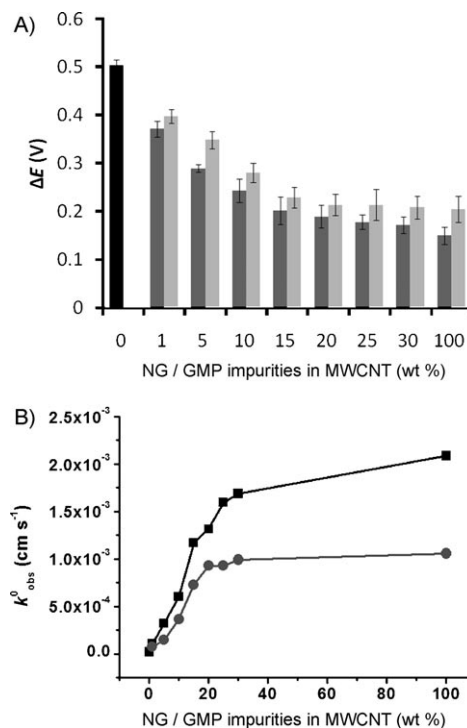 A)
0.6
0.5
0.4
0.3
0.2
0.1
0
ΔE (V)
0 1 5 10 15 20 25 30 100
NG / GMP impurities in MWCNT (wt %)
B)
2.5x10⁻³
2.0x10⁻³
1.5x10⁻³
1.0x10⁻³
5.0x10⁻⁴
0.0
k⁰obs (cm s⁻¹)
0 20 40 60 80 100
NG / GMP impurities in MWCNT (wt %)